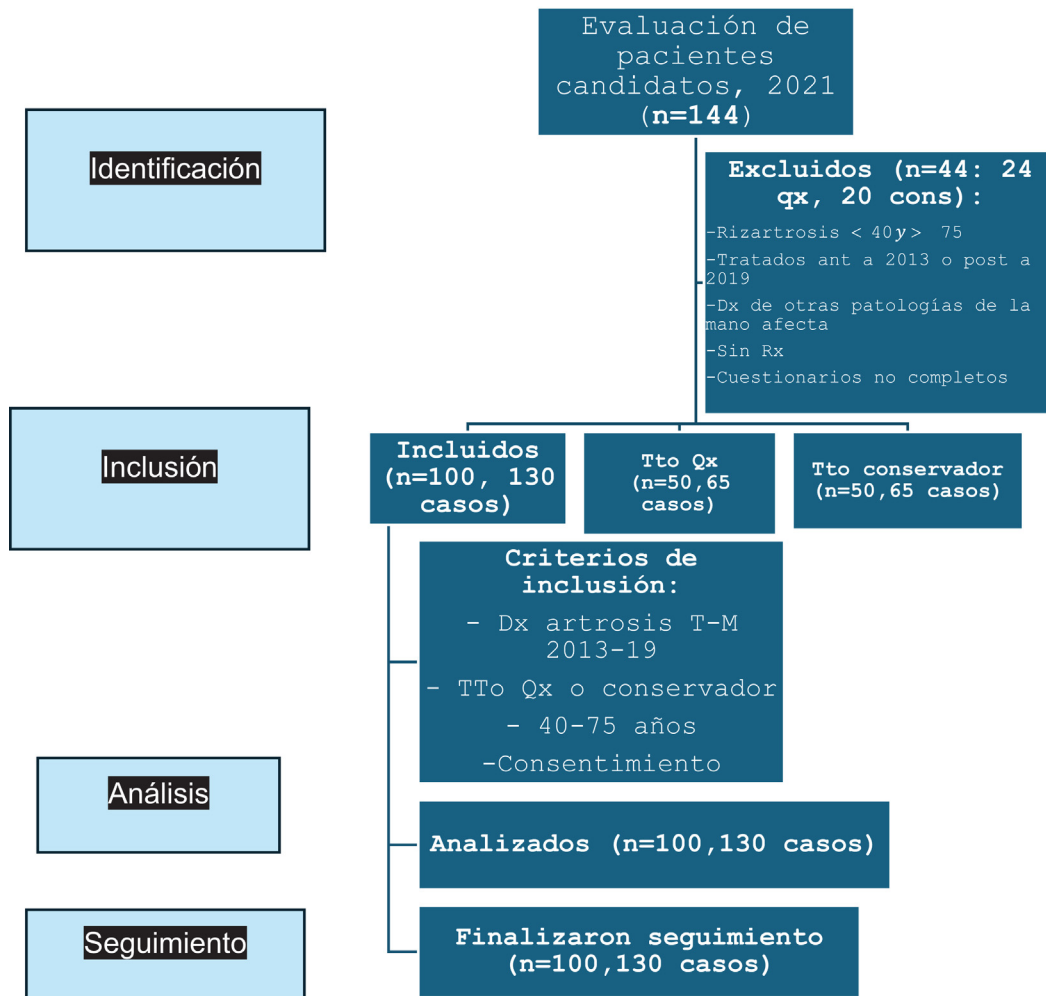 Evaluación de
pacientes
candidatos, 2021
(n=144)
Identificación
Excluidos (n=44: 24
qx, 20 cons):
-Rizartrosis < 40y > 75
-Tratados ant a 2013 o post a
2019
-Dx de otras patologías de la
mano afecta
-Sin Rx
-Cuestionarios no completos
Inclusión
Incluidos
(n=100, 130
casos)
Tto Qx
(n=50,65
casos)
Tto conservador
(n=50,65 casos)
Criterios de
inclusión:
- Dx artrosis T-M
2013-19
- TTo Qx o conservador
- 40-75 años
-Consentimiento
Análisis
Analizados (n=100,130 casos)
Seguimiento
Finalizaron seguimiento
(n=100,130 casos)